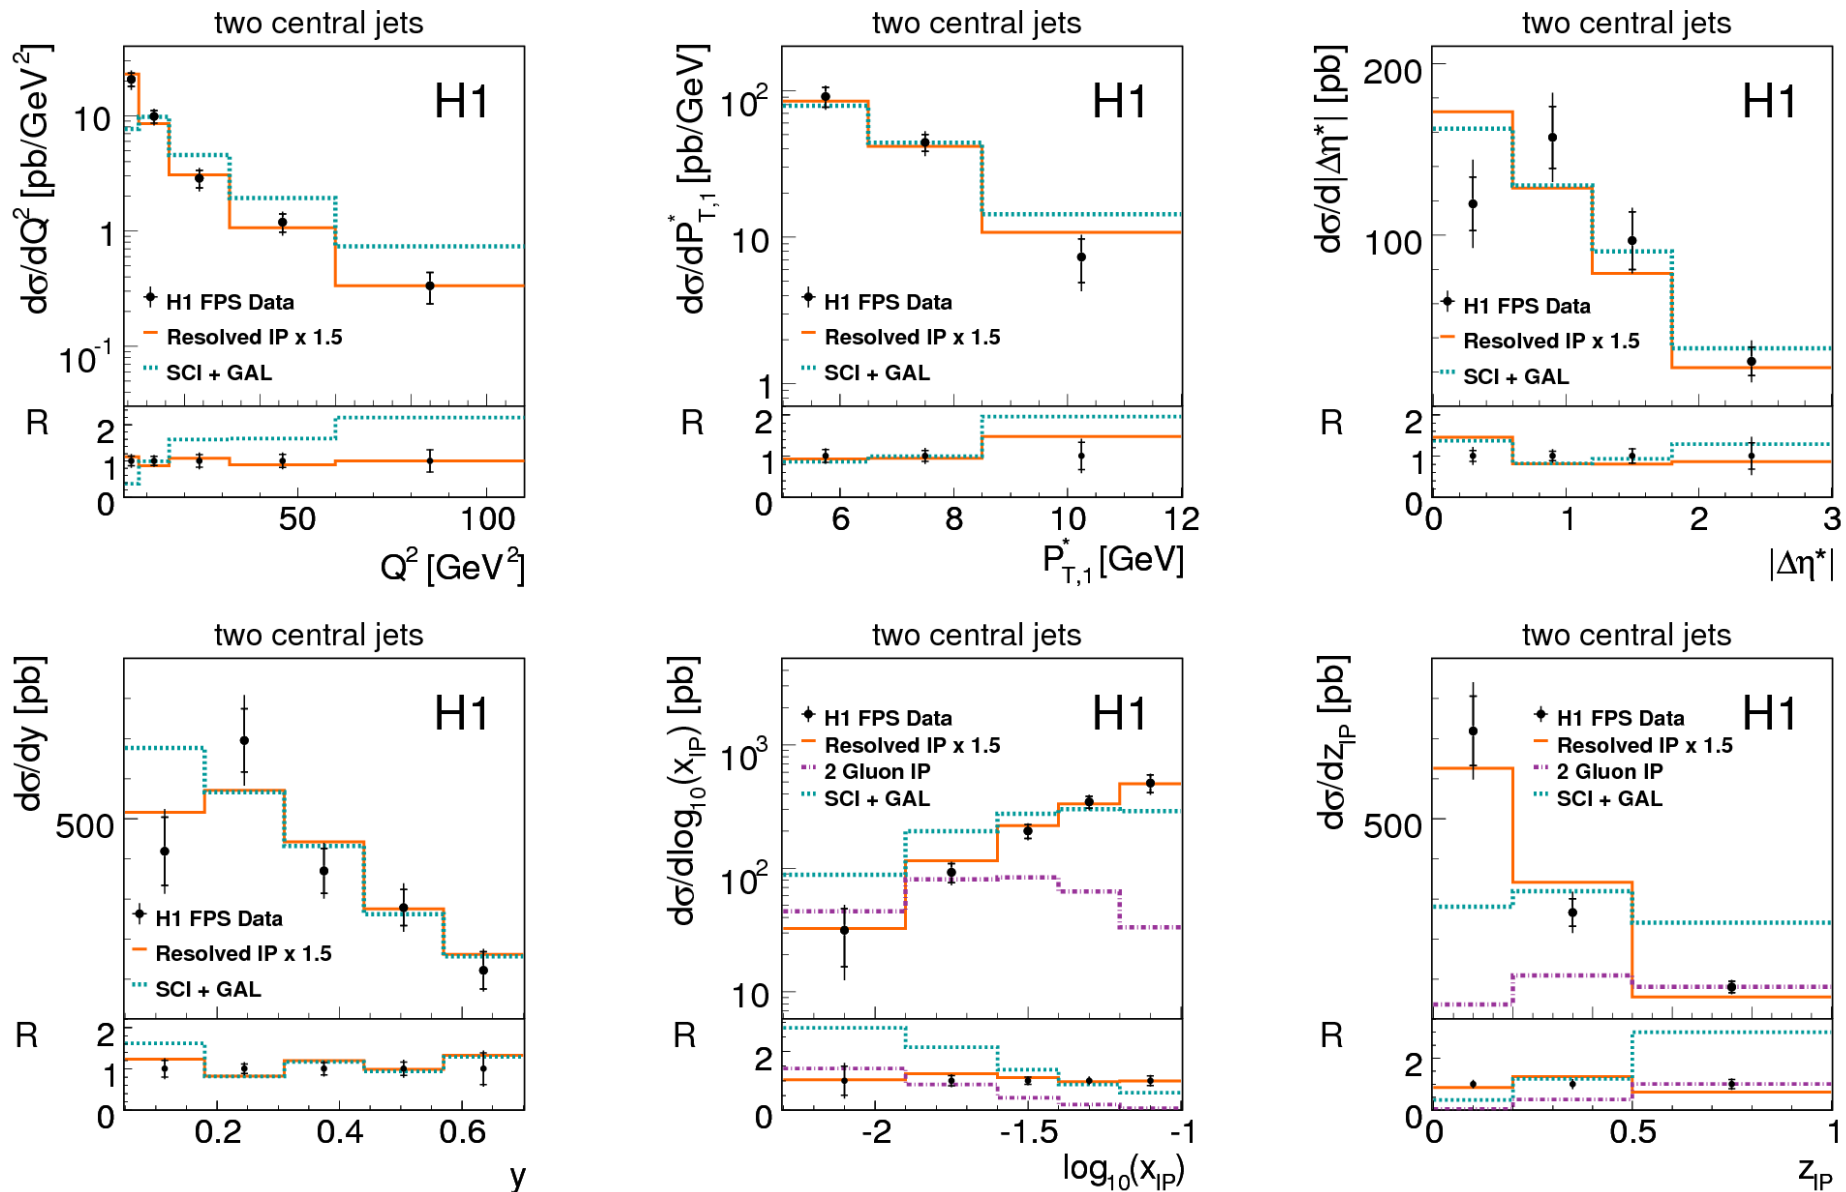 two central jets
dσ/dQ² [pb/GeV²]
H1
10
1
10⁻¹
H1 FPS Data
Resolved IP x 1.5
SCI + GAL
R
2
1
0
50
100
Q² [GeV²]
two central jets
dσ/dP*T,1 [pb/GeV]
H1
10²
10
1
H1 FPS Data
Resolved IP x 1.5
SCI + GAL
R
2
1
0
6
8
10
12
P*T,1 [GeV]
two central jets
dσ/d|Δη*| [pb]
H1
200
100
H1 FPS Data
Resolved IP x 1.5
SCI + GAL
R
2
1
0
0
1
2
3
|Δη*|
two central jets
dσ/dy [pb]
H1
500
H1 FPS Data
Resolved IP x 1.5
SCI + GAL
R
2
1
0
0.2
0.4
0.6
y
two central jets
dσ/dlog₁₀(xIP) [pb]
H1
H1 FPS Data
Resolved IP x 1.5
2 Gluon IP
SCI + GAL
10³
10²
10
R
2
0
-2
-1.5
-1
log₁₀(xIP)
two central jets
dσ/dzIP [pb]
H1
H1 FPS Data
Resolved IP x 1.5
2 Gluon IP
SCI + GAL
500
R
2
0
0
0.5
1
zIP